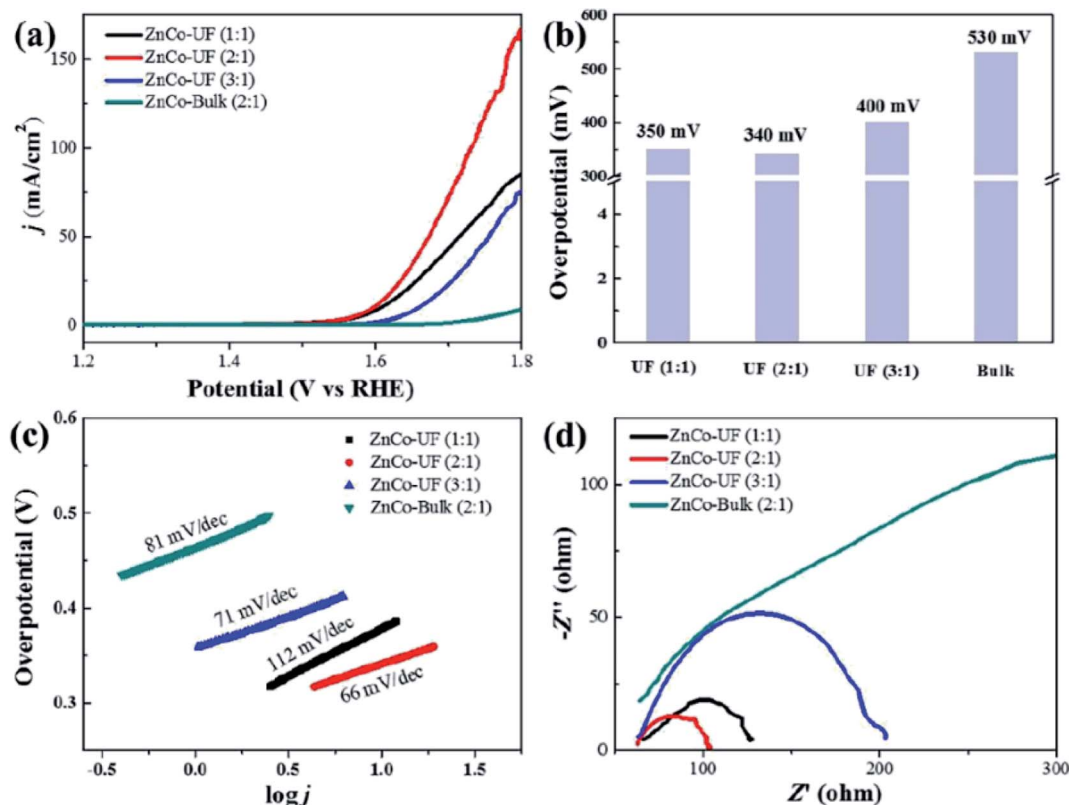 (a)
ZnCo-UF (1:1)
ZnCo-UF (2:1)
ZnCo-UF (3:1)
ZnCo-Bulk (2:1)
150
100
50
0
j (mA/cm²)
1.2
1.4
1.6
1.8
Potential (V vs RHE)
(b)
600
500
400
300
4
2
0
Overpotential (mV)
350 mV
340 mV
400 mV
530 mV
UF (1:1)
UF (2:1)
UF (3:1)
Bulk
(c)
ZnCo-UF (1:1)
ZnCo-UF (2:1)
ZnCo-UF (3:1)
ZnCo-Bulk (2:1)
0.6
0.5
0.4
0.3
Overpotential (V)
81 mV/dec
71 mV/dec
112 mV/dec
66 mV/dec
-0.5
0.0
0.5
1.0
1.5
log j
(d)
ZnCo-UF (1:1)
ZnCo-UF (2:1)
ZnCo-UF (3:1)
ZnCo-Bulk (2:1)
100
50
0
-Z'' (ohm)
100
200
300
Z' (ohm)